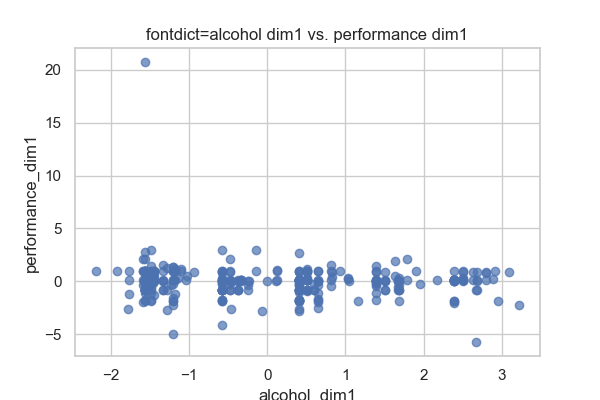 fontdict=alcohol dim1 vs. performance dim1
20
15
10
5
0
−5
performance_dim1
−2 −1 0 1 2 3
alcohol_dim1